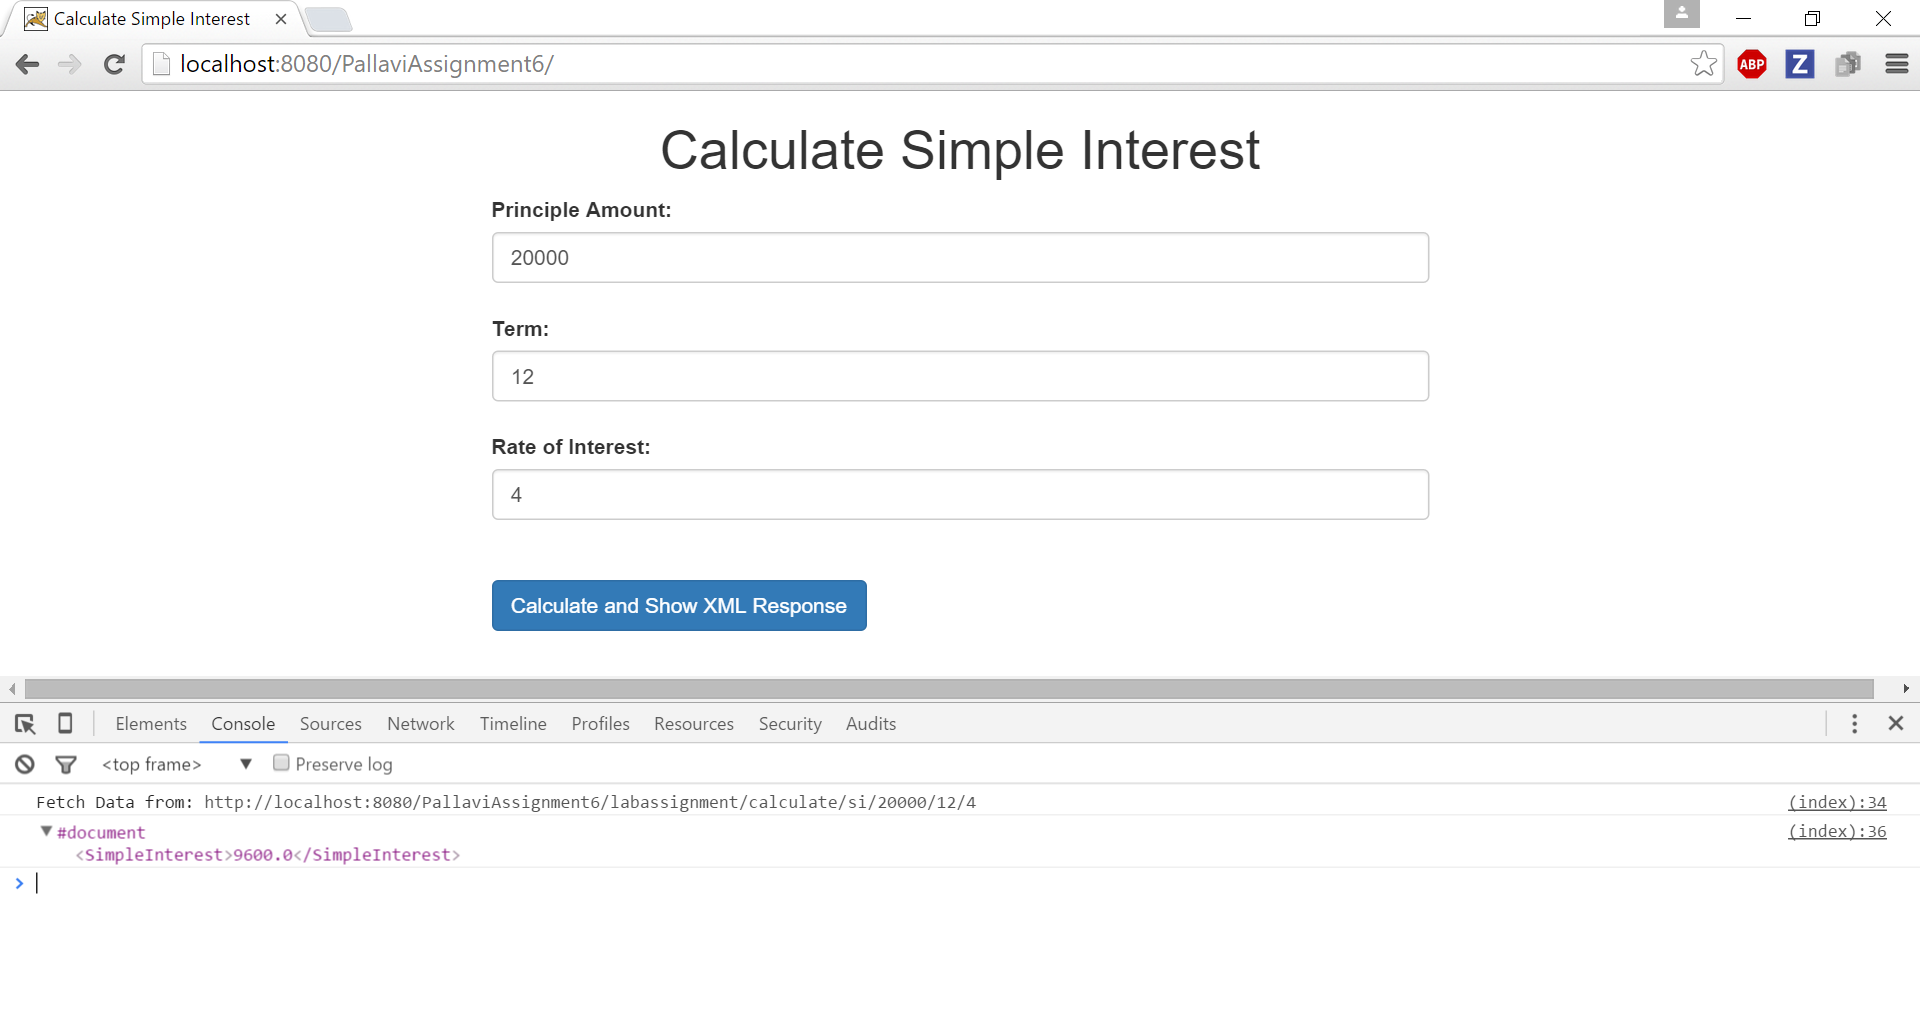 Calculate Simple Interest
localhost:8080/PallaviAssignment6/
ABP
Z
Calculate Simple Interest
Principle Amount:
20000
Term:
12
Rate of Interest:
4
Calculate and Show XML Response
Elements Console Sources Network Timeline Profiles Resources Security Audits
<top frame> Preserve log
Fetch Data from: http://localhost:8080/PallaviAssignment6/labassignment/calculate/si/20000/12/4 (index):34
#document (index):36
<SimpleInterest>9600.0</SimpleInterest>